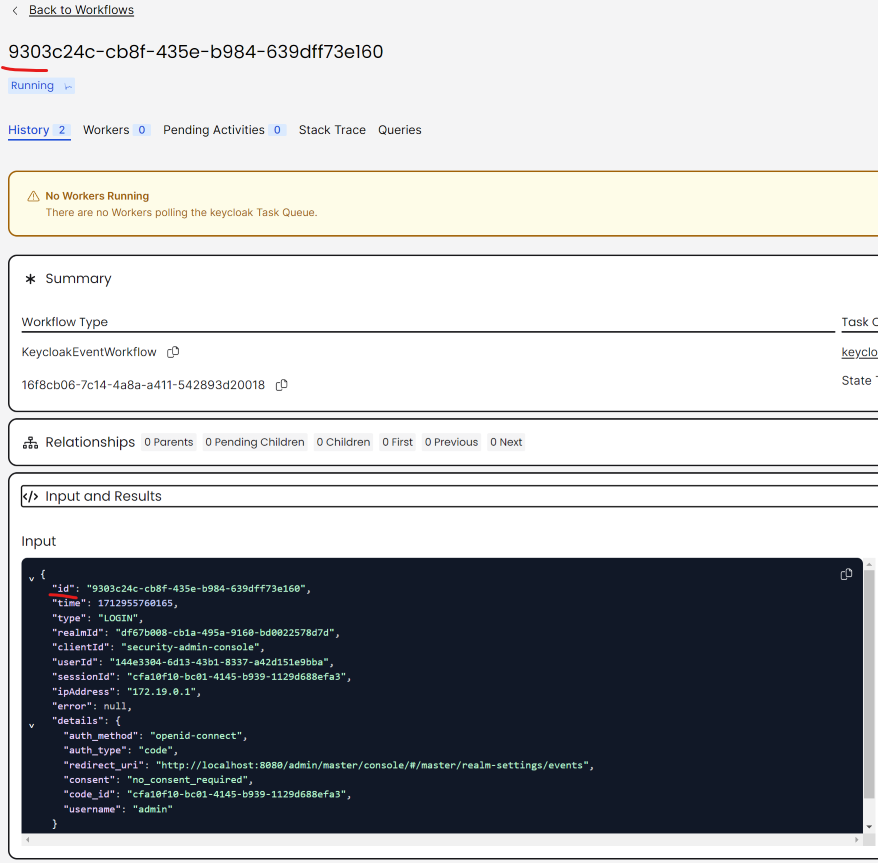 Back to Workflows
9303c24c-cb8f-435e-b984-639dff73e160
Running
History 2 Workers 0 Pending Activities 0 Stack Trace Queries
No Workers Running
There are no Workers polling the keycloak Task Queue.
Summary
Workflow Type Task
KeycloakEventWorkflow keyclo
16f8cb06-7c14-4a8a-a411-542893d20018 State
Relationships 0 Parents 0 Pending Children 0 Children 0 First 0 Previous 0 Next
</> Input and Results
Input
{
"id": "9303c24c-cb8f-435e-b984-639dff73e160",
"time": 1712955760165,
"type": "LOGIN",
"realmId": "df67b008-cb1a-495a-9160-bd0022578d7d",
"clientId": "security-admin-console",
"userId": "144e3304-6d13-43b1-8337-a42d151e9bba",
"sessionId": "cfa10f10-bc01-4145-b939-1129d688efa3",
"ipAddress": "172.19.0.1",
"error": null,
"details": {
"auth_method": "openid-connect",
"auth_type": "code",
"redirect_uri": "http://localhost:8080/admin/master/console/#/master/realm-settings/events",
"consent": "no_consent_required",
"code_id": "cfa10f10-bc01-4145-b939-1129d688efa3",
"username": "admin"
}